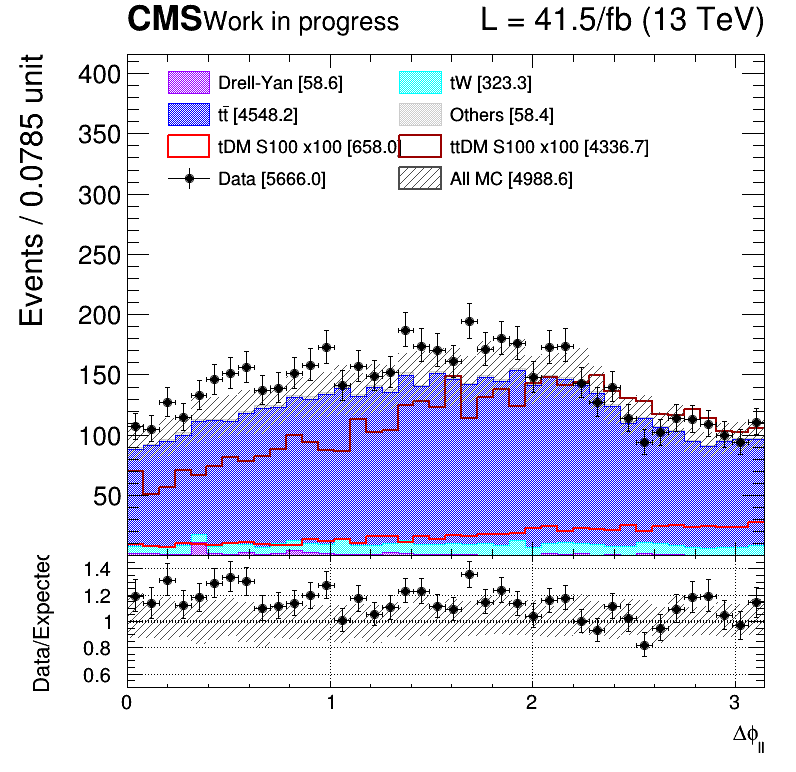 CMS Work in progress L = 41.5/fb (13 TeV)
Events / 0.0785 unit
400
350
300
250
200
150
100
50
Drell-Yan [58.6] tW [323.3]
tt̄ [4548.2] Others [58.4]
tDM S100 x100 [658.0] ttDM S100 x100 [4336.7]
Data [5666.0] All MC [4988.6]
Data/Expected
1.4
1.2
1
0.8
0.6
0 1 2 3
Δϕll